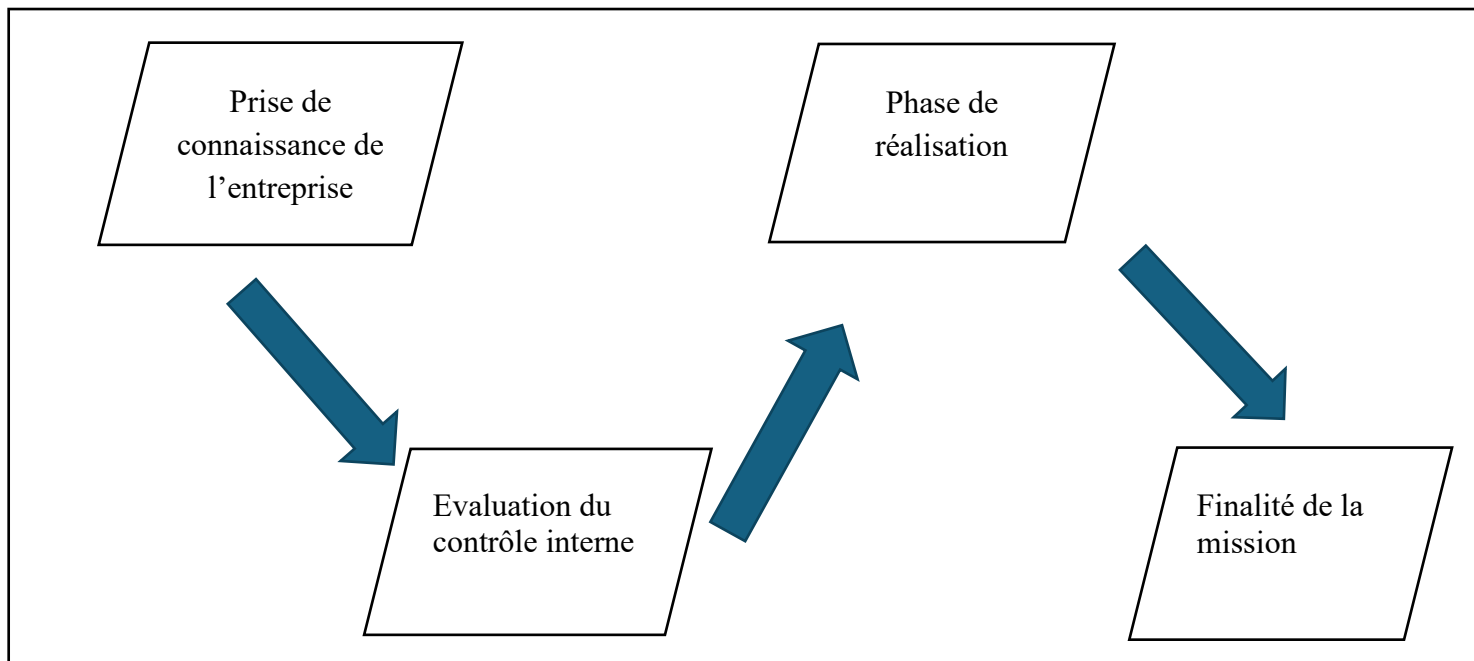 Prise de
connaissance de
l’entreprise
Evaluation du
contrôle interne
Phase de
réalisation
Finalité de la
mission